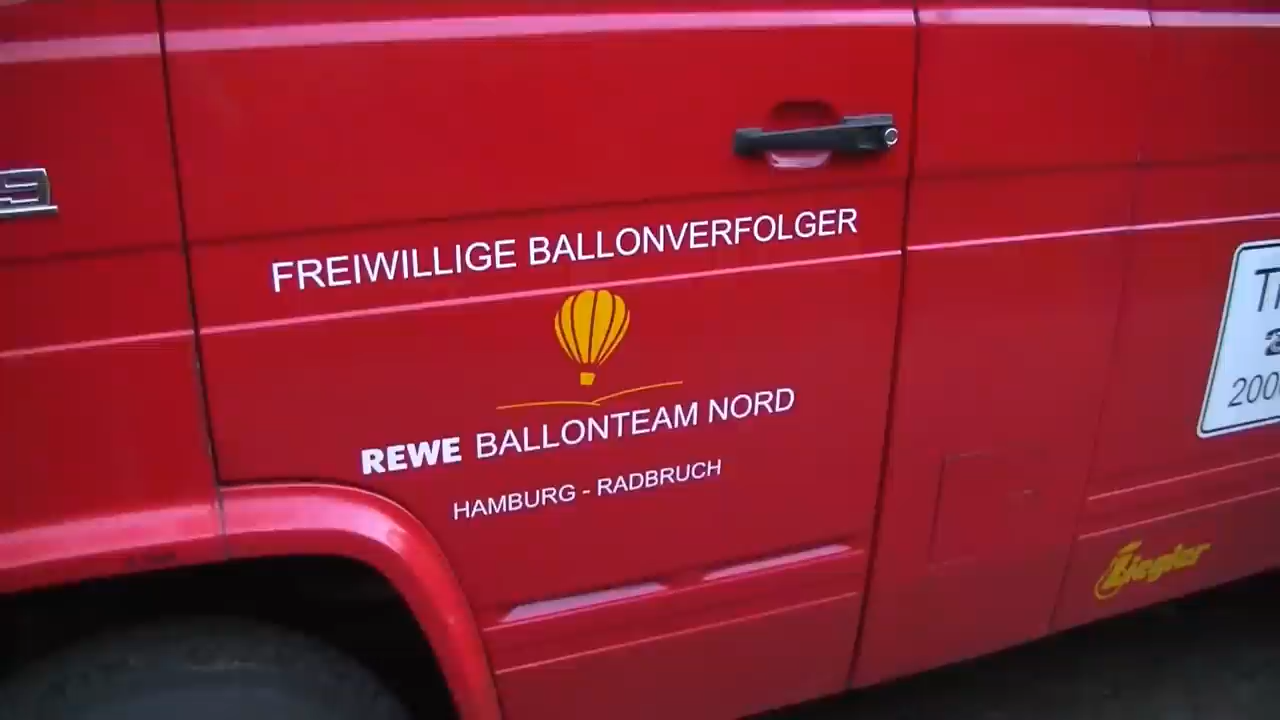 FREIWILLIGE BALLONVERFOLGER
REWE BALLONTEAM NORD
HAMBURG - RADBRUCH
Ziegler